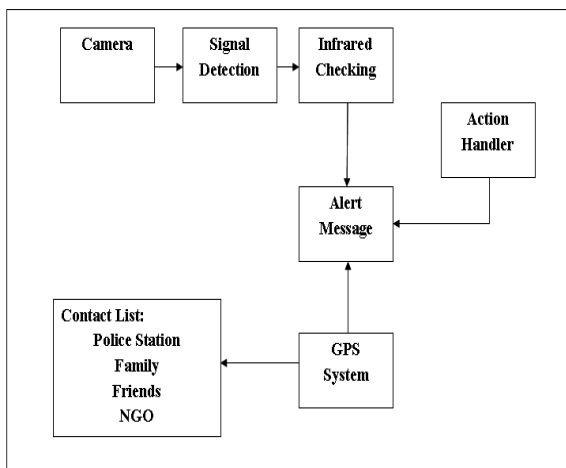 Camera
Signal
Detection
Infrared
Checking
Action
Handler
Alert
Message
Contact List:
Police Station
Family
Friends
NGO
GPS
System